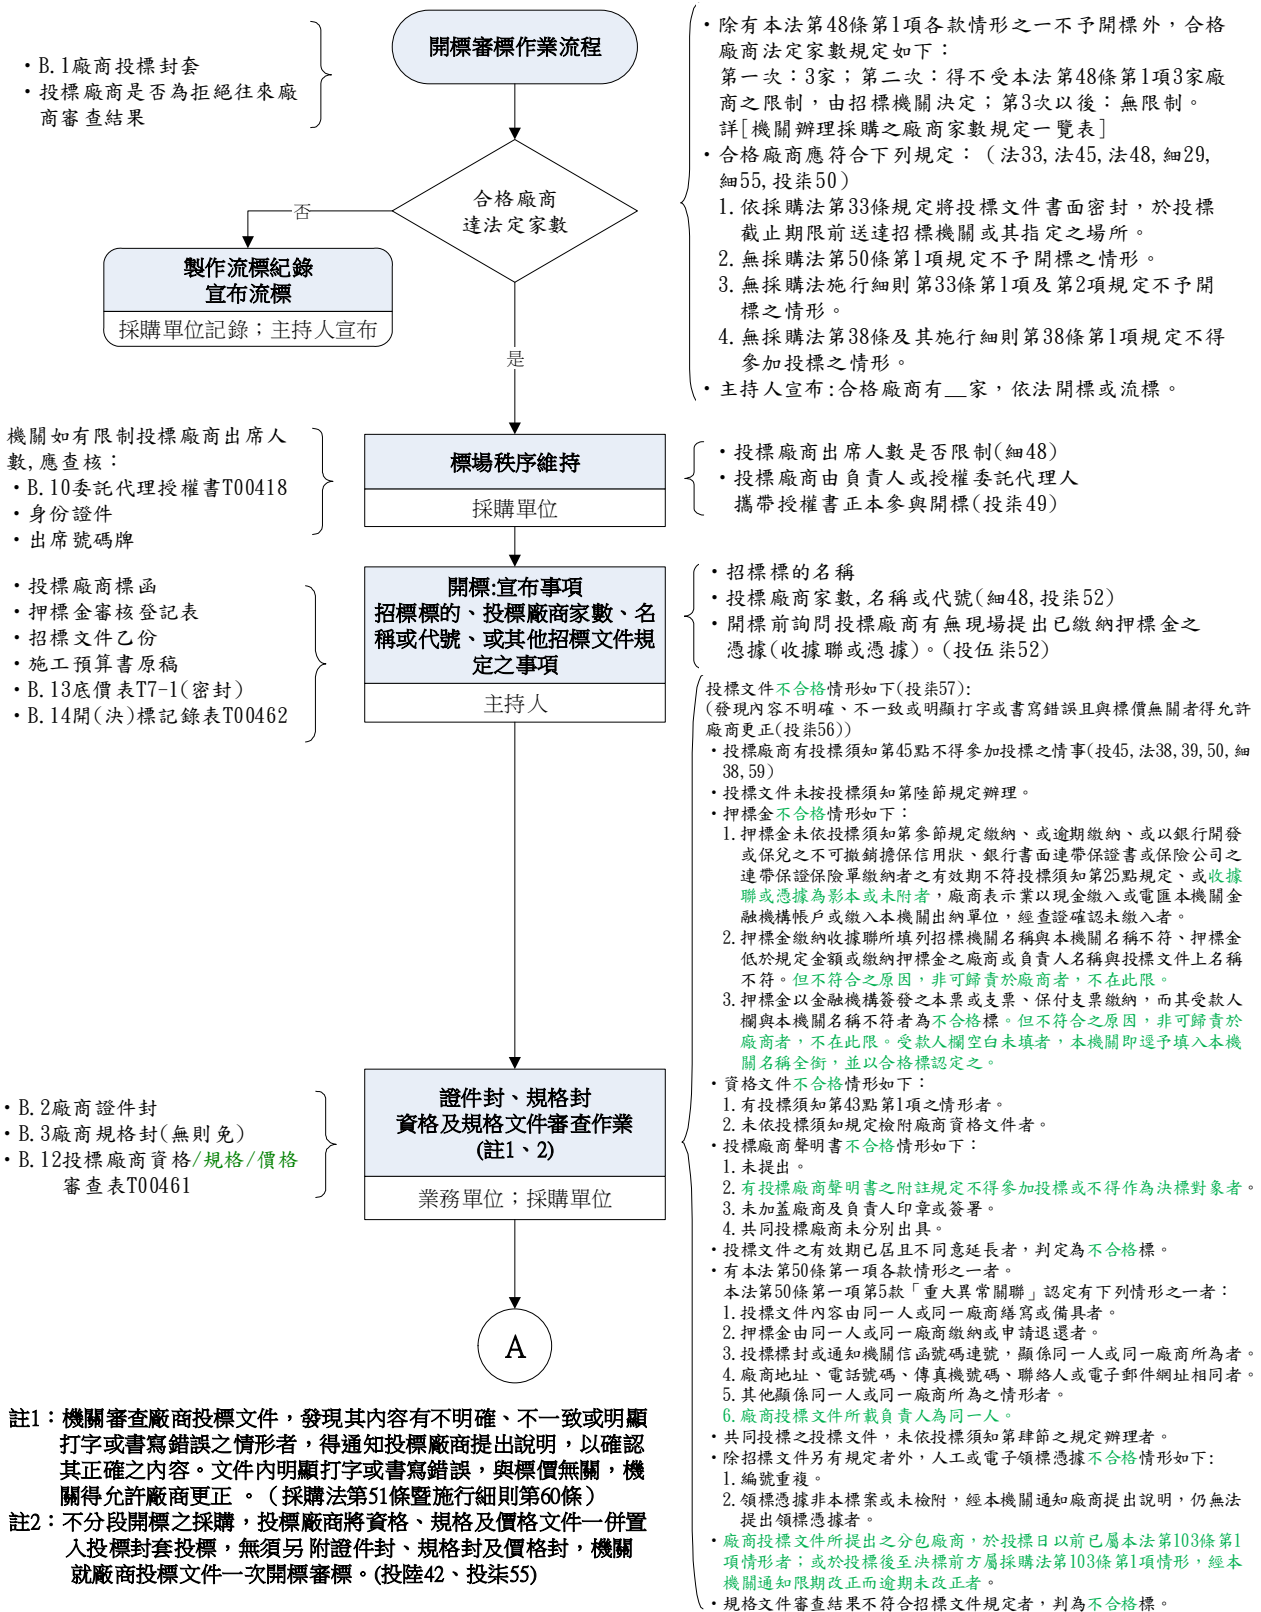 開標審標作業流程
・B.1廠商投標封套
・投標廠商是否為拒絕往來廠
商審查結果
・除有本法第48條第1項各款情形之一不予開標外，合格
廠商法定家數規定如下：
第一次：3家；第二次：得不受本法第48條第1項3家廠
商之限制，由招標機關決定；第3次以後：無限制。
詳[機關辦理採購之廠商家數規定一覽表]
・合格廠商應符合下列規定：（法33,法45,法48,細29,
細55,投柒50）
1.依採購法第33條規定將投標文件書面密封，於投標
截止期限前送達招標機關或其指定之場所。
2.無採購法第50條第1項規定不予開標之情形。
3.無採購法施行細則第33條第1項及第2項規定不予開
標之情形。
4.無採購法第38條及其施行細則第38條第1項規定不得
參加投標之情形。
・主持人宣布:合格廠商有__家，依法開標或流標。
合格廠商
達法定家數
否
製作流標紀錄
宣布流標
採購單位記錄；主持人宣布
是
機關如有限制投標廠商出席人
數,應查核：
・B.10委託代理授權書T00418
・身份證件
・出席號碼牌
標場秩序維持
採購單位
・投標廠商出席人數是否限制(細48)
・投標廠商由負責人或授權委託代理人
攜帶授權書正本參與開標(投柒49)
・投標廠商標函
・押標金審核登記表
・招標文件乙份
・施工預算書原稿
・B.13底價表T7-1(密封)
・B.14開(決)標記錄表T00462
開標:宣布事項
招標標的、投標廠商家數、名
稱或代號、或其他招標文件規
定之事項
主持人
・招標標的名稱
・投標廠商家數,名稱或代號(細48,投柒52)
・開標前詢問投標廠商有無現場提出已繳納押標金之
憑據(收據聯或憑據)。(投伍柒52)
投標文件不合格情形如下(投柒57):
(發現內容不明確、不一致或明顯打字或書寫錯誤且與標價無關者得允許
廠商更正(投柒56))
・投標廠商有投標須知第45點不得參加投標之情事(投45,法38,39,50,細
38,59)
・投標文件未按投標須知第陸節規定辦理。
・押標金不合格情形如下：
1.押標金未依投標須知第參節規定繳納、或逾期繳納、或以銀行開發
或保兌之不可撤銷擔保信用狀、銀行書面連帶保證書或保險公司之
連帶保證保險單繳納者之有效期不符投標須知第25點規定、或收據
聯或憑據為影本或未附者，廠商表示業以現金繳入或電匯本機關金
融機構帳戶或繳入本機關出納單位，經查證確認未繳入者。
2.押標金繳納收據聯所填列招標機關名稱與本機關名稱不符、押標金
低於規定金額或繳納押標金之廠商或負責人名稱與投標文件上名稱
不符。但不符合之原因，非可歸責於廠商者，不在此限。
3.押標金以金融機構簽發之本票或支票、保付支票繳納，而其受款人
欄與本機關名稱不符者為不合格標。但不符合之原因，非可歸責於
廠商者，不在此限。受款人欄空白未填者，本機關即逕予填入本機
關名稱全銜，並以合格標認定之。
・資格文件不合格情形如下：
1.有投標須知第43點第1項之情形者。
2.未依投標須知規定檢附廠商資格文件者。
・投標廠商聲明書不合格情形如下：
1.未提出。
2.有投標廠商聲明書之附註規定不得參加投標或不得作為決標對象者。
3.未加蓋廠商及負責人印章或簽署。
4.共同投標廠商未分別出具。
・投標文件之有效期已屆且不同意延長者，判定為不合格標。
・有本法第50條第一項各款情形之一者。
本法第50條第一項第5款「重大異常關聯」認定有下列情形之一者：
1.投標文件內容由同一人或同一廠商繕寫或備具者。
2.押標金由同一人或同一廠商繳納或申請退還者。
3.投標標封或通知機關信函號碼連號，顯係同一人或同一廠商所為者。
4.廠商地址、電話號碼、傳真機號碼、聯絡人或電子郵件網址相同者。
5.其他顯係同一人或同一廠商所為之情形者。
6.廠商投標文件所載負責人為同一人。
・共同投標之投標文件，未依投標須知第肆節之規定辦理者。
・除招標文件另有規定者外，人工或電子領標憑據不合格情形如下:
1.編號重複。
2.領標憑據非本標案或未檢附，經本機關通知廠商提出說明，仍無法
提出領標憑據者。
・廠商投標文件所提出之分包廠商，於投標日以前已屬本法第103條第1
項情形者；或於投標後至決標前方屬採購法第103條第1項情形，經本
機關通知限期改正而逾期未改正者。
・規格文件審查結果不符合招標文件規定者，判為不合格標。
・B.2廠商證件封
・B.3廠商規格封(無則免)
・B.12投標廠商資格/規格/價格
審查表T00461
證件封、規格封
資格及規格文件審查作業
(註1、2)
業務單位；採購單位
A
註1：機關審查廠商投標文件，發現其內容有不明確、不一致或明顯
打字或書寫錯誤之情形者，得通知投標廠商提出說明，以確認
其正確之內容。文件內明顯打字或書寫錯誤，與標價無關，機
關得允許廠商更正 。（採購法第51條暨施行細則第60條）
註2：不分段開標之採購，投標廠商將資格、規格及價格文件一併置
入投標封套投標，無須另 附證件封、規格封及價格封，機關
就廠商投標文件一次開標審標。(投陸42、投柒55)